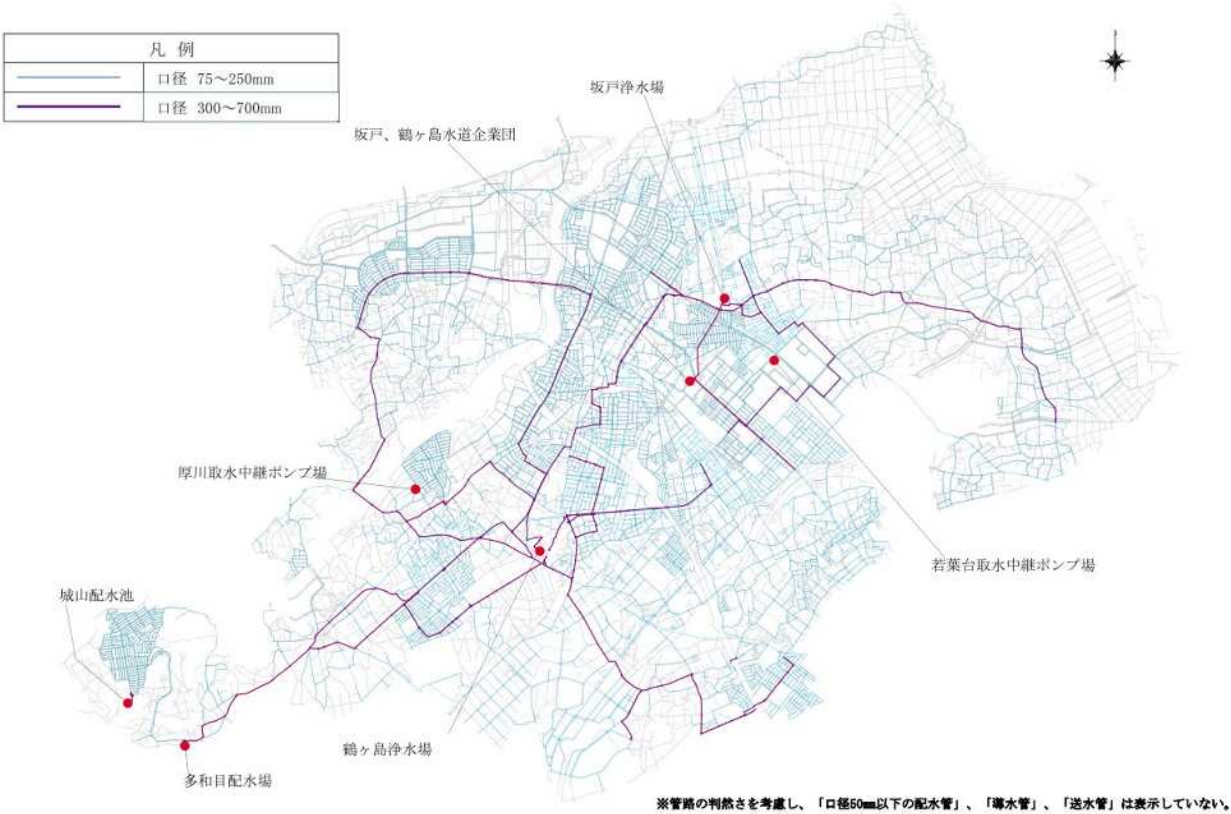 凡 例
口径 75〜250mm
口径 300〜700mm
坂戸浄水場
坂戸、鶴ヶ島水道企業団
厚川取水中継ポンプ場
若葉台取水中継ポンプ場
城山配水池
鶴ヶ島浄水場
多和目配水場
※管路の判然さを考慮し、「口径50mm以下の配水管」、「導水管」、「送水管」は表示していない。